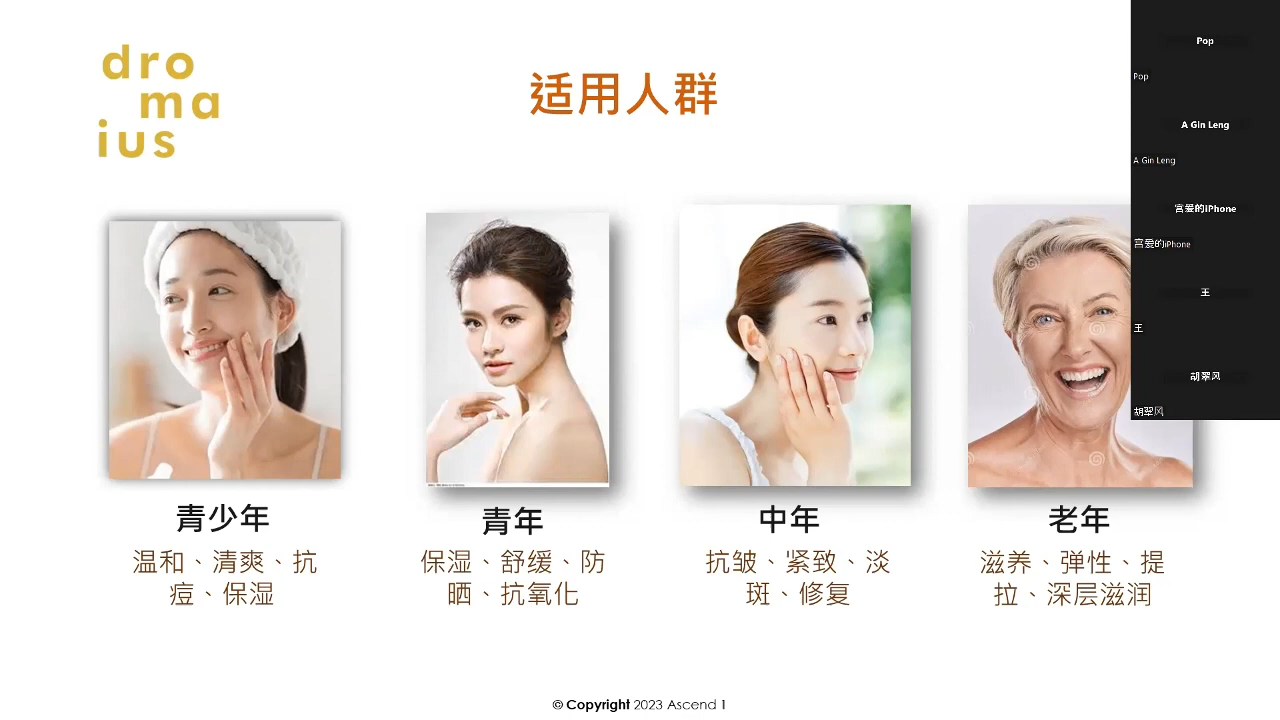 dro
ma
ius
适用人群
青少年
温和、清爽、抗
痘、保湿
青年
保湿、舒缓、防
晒、抗氧化
中年
抗皱、紧致、淡
斑、修复
老年
滋养、弹性、提
拉、深层滋润
© Copyright 2023 Ascend 1
Pop
Pop
A Gin Leng
A Gin Leng
宫爱的iPhone
宫爱的iPhone
王
王
胡翠风
胡翠风